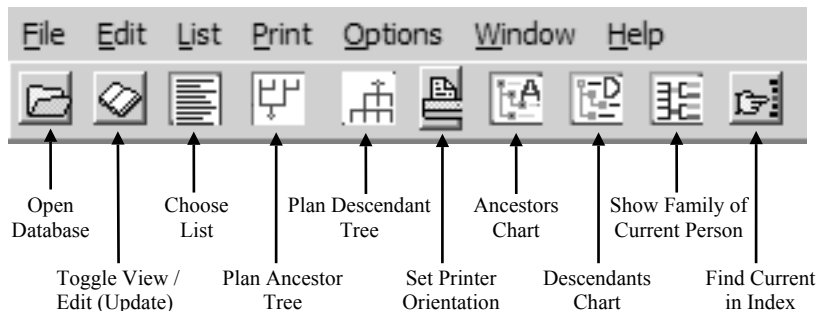 File Edit List Print Options Window Help
A D
Open Choose Plan Descendant Ancestors Show Family of
Database List Tree Chart Current Person
Toggle View / Plan Ancestor Set Printer Descendants Find Current
Edit (Update) Tree Orientation Chart in Index